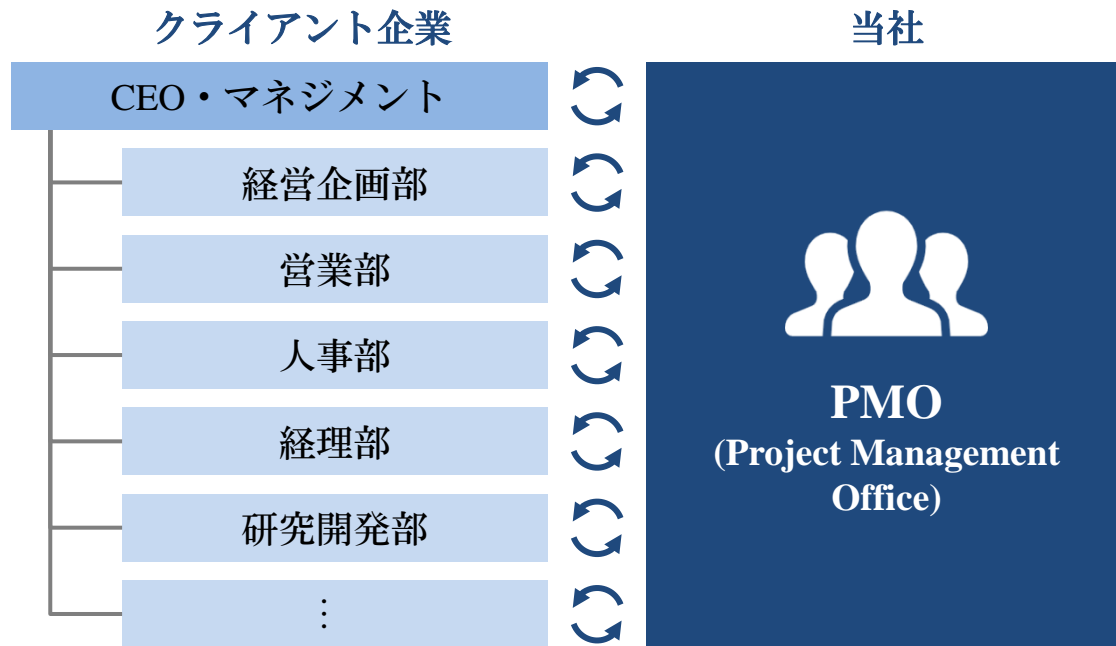 クライアント企業
当社
CEO・マネジメント
経営企画部
営業部
人事部
経理部
研究開発部
⋮
PMO
(Project Management
Office)